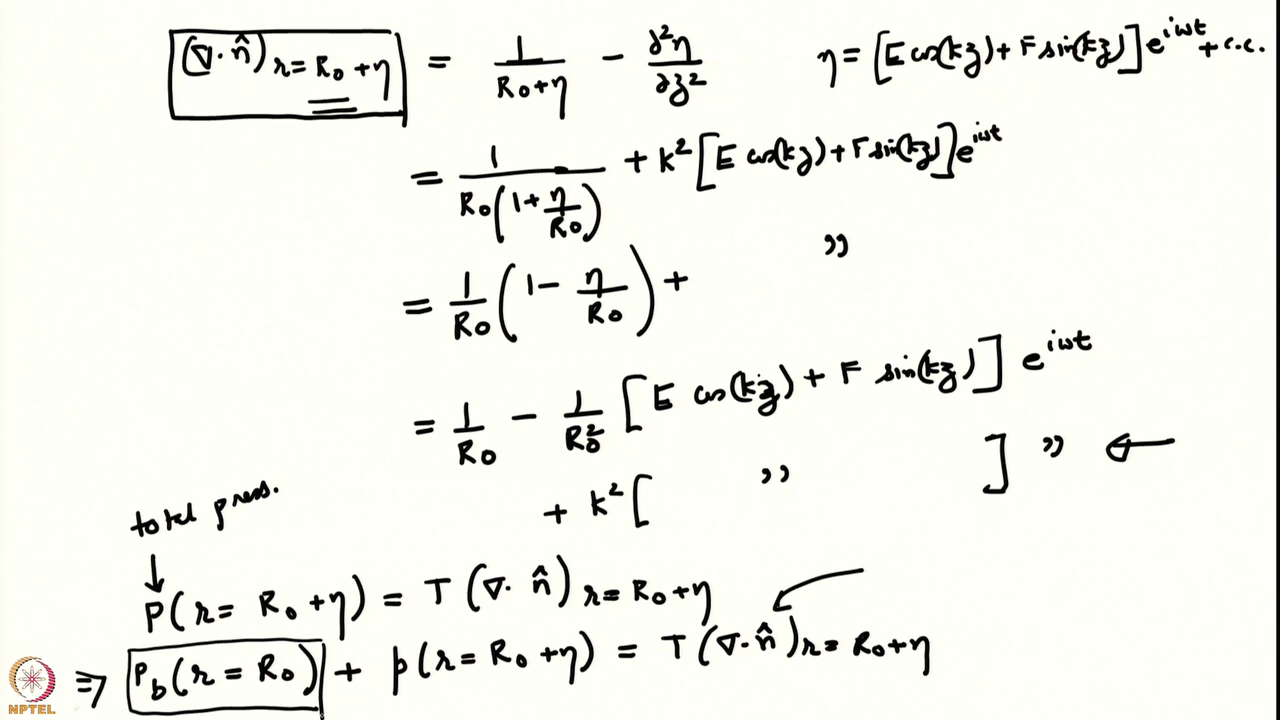 (∇·n̂)_{r=R₀+η} = 1/(R₀+η) − ∂²η/∂z²   η = [E cos(kz) + F sin(kz)] e^{iωt} + c.c.
= 1/(R₀(1+η/R₀)) + k² [E cos(kz) + F sin(kz)] e^{iωt}
= 1/R₀ (1 − η/R₀) + ,,
= 1/R₀ − 1/R₀² [E cos(kz) + F sin(kz)] e^{iωt}
+ k² [ ,, ] ,, ←
total press.
↓
P(r = R₀+η) = T(∇·n̂)_{r=R₀+η}
⇒ P_b(r = R₀) + p(r = R₀+η) = T(∇·n̂)_{r=R₀+η}
NPTEL